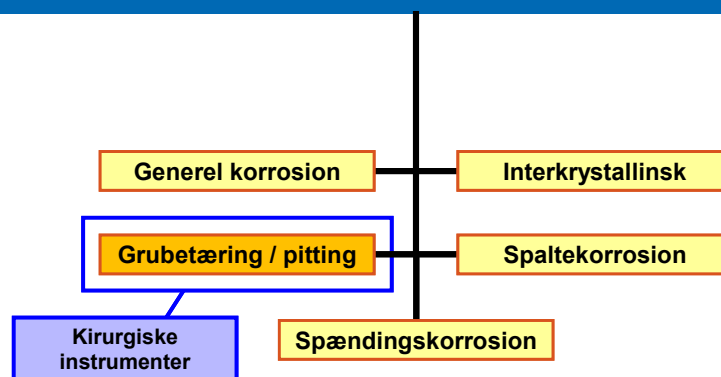 Generel korrosion
Interkrystallinsk
Grubetæring / pitting
Spaltekorrosion
Kirurgiske
instrumenter
Spændingskorrosion